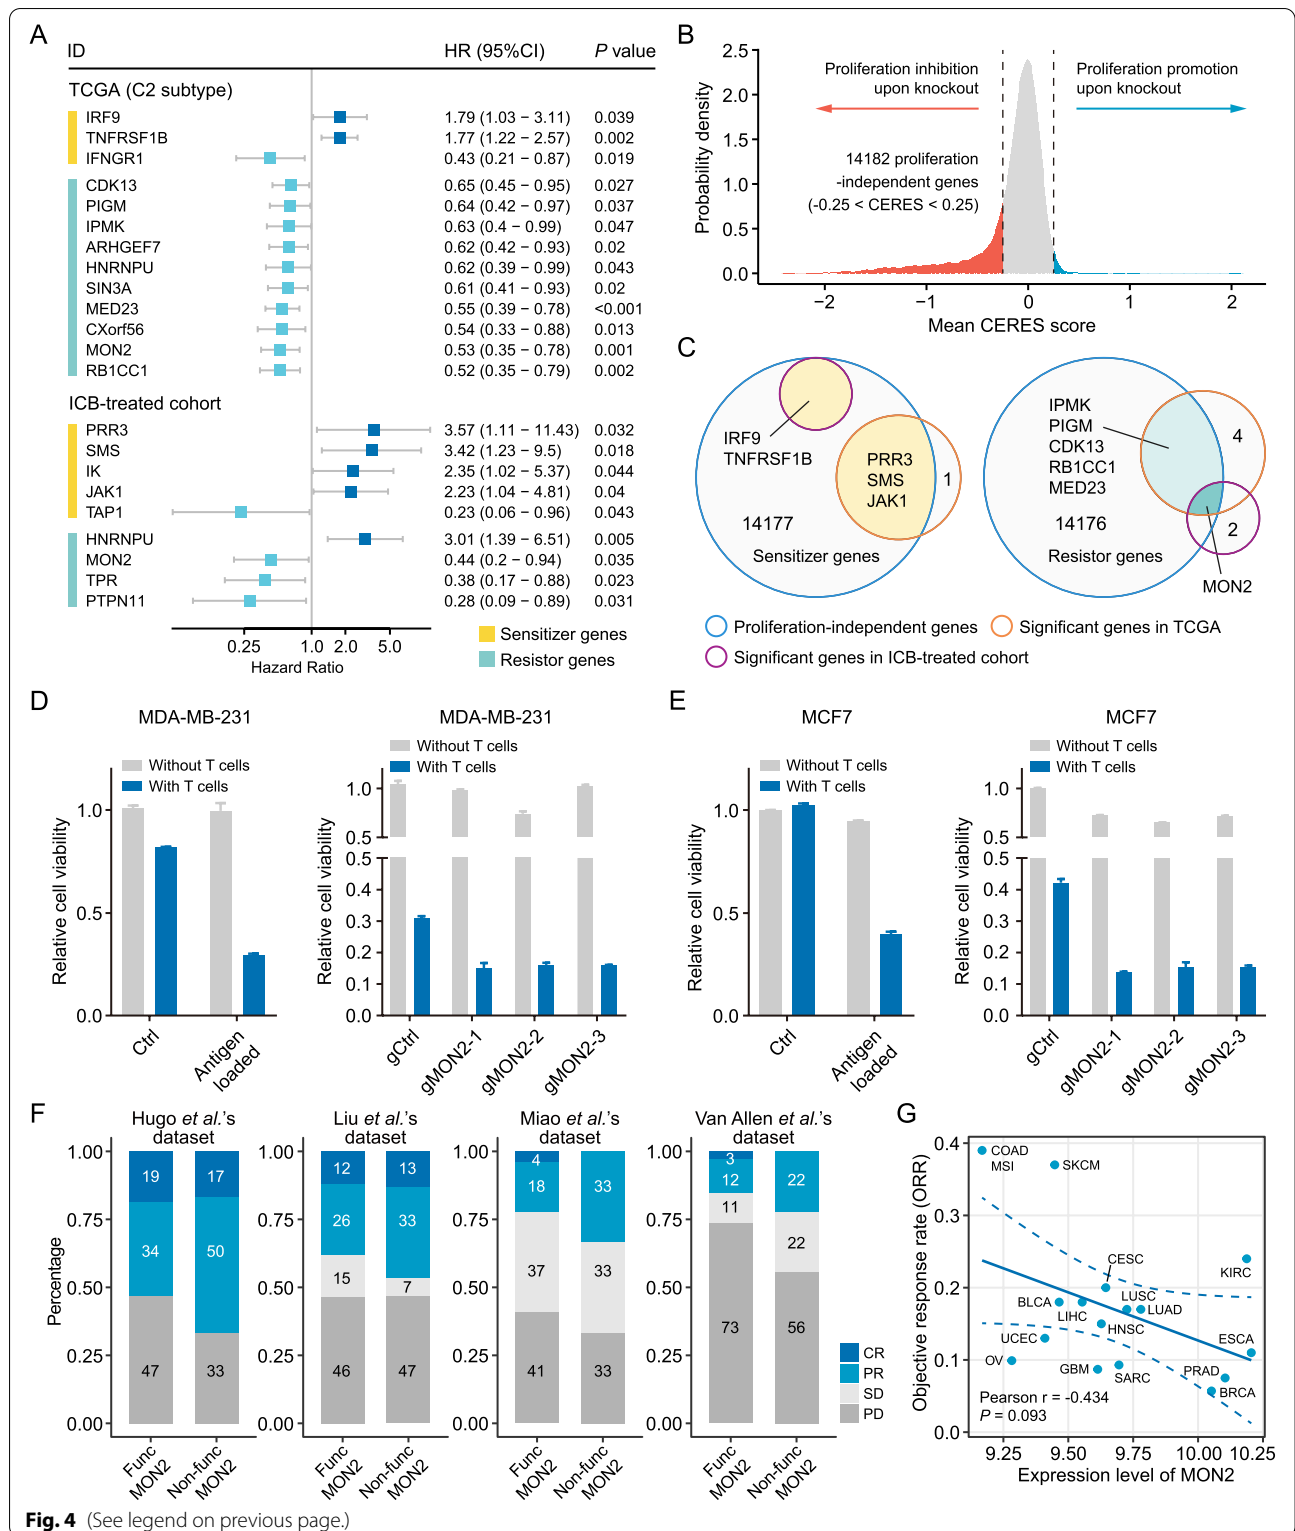 A
ID HR (95%CI) P value
TCGA (C2 subtype)
IRF9 1.79 (1.03 − 3.11) 0.039
TNFRSF1B 1.77 (1.22 − 2.57) 0.002
IFNGR1 0.43 (0.21 − 0.87) 0.019
CDK13 0.65 (0.45 − 0.95) 0.027
PIGM 0.64 (0.42 − 0.97) 0.037
IPMK 0.63 (0.4 − 0.99) 0.047
ARHGEF7 0.62 (0.42 − 0.93) 0.02
HNRNPU 0.62 (0.39 − 0.99) 0.043
SIN3A 0.61 (0.41 − 0.93) 0.02
MED23 0.55 (0.39 − 0.78) <0.001
CXorf56 0.54 (0.33 − 0.88) 0.013
MON2 0.53 (0.35 − 0.78) 0.001
RB1CC1 0.52 (0.35 − 0.79) 0.002
ICB-treated cohort
PRR3 3.57 (1.11 − 11.43) 0.032
SMS 3.42 (1.23 − 9.5) 0.018
IK 2.35 (1.02 − 5.37) 0.044
JAK1 2.23 (1.04 − 4.81) 0.04
TAP1 0.23 (0.06 − 0.96) 0.043
HNRNPU 3.01 (1.39 − 6.51) 0.005
MON2 0.44 (0.2 − 0.94) 0.035
TPR 0.38 (0.17 − 0.88) 0.023
PTPN11 0.28 (0.09 − 0.89) 0.031
0.25 1.0 2.0 5.0
Hazard Ratio
Sensitizer genes
Resistor genes
B
Probability density
2.5
2.0
1.5
1.0
0.5
0.0
Proliferation inhibition
upon knockout
Proliferation promotion
upon knockout
14182 proliferation
-independent genes
(-0.25 < CERES < 0.25)
−2 −1 0 1 2
Mean CERES score
C
IRF9
TNFRSF1B
PRR3
SMS
JAK1
1
14177
Sensitizer genes
IPMK
PIGM
CDK13
RB1CC1
MED23
4
2
14176
Resistor genes
MON2
Proliferation-independent genes
Significant genes in TCGA
Significant genes in ICB-treated cohort
D
MDA-MB-231
Without T cells
With T cells
Relative cell viability
1.0
0.5
0.0
Ctrl
Antigen
loaded
MDA-MB-231
Without T cells
With T cells
Relative cell viability
1.0
0.5
0.5
0.4
0.3
0.2
0.1
0.0
gCtrl
gMON2-1
gMON2-2
gMON2-3
E
MCF7
Without T cells
With T cells
Relative cell viability
1.0
0.5
0.0
Ctrl
Antigen
loaded
MCF7
Without T cells
With T cells
Relative cell viability
1.0
0.5
0.5
0.4
0.3
0.2
0.1
0.0
gCtrl
gMON2-1
gMON2-2
gMON2-3
F
Percentage
Hugo et al.'s
dataset
1.00
0.75
0.50
0.25
0.00
19 17
34 50
47 33
Func
MON2
Non-func
MON2
Liu et al.'s
dataset
1.00
0.75
0.50
0.25
0.00
12 13
26 33
15 7
46 47
Func
MON2
Non-func
MON2
Miao et al.'s
dataset
1.00
0.75
0.50
0.25
0.00
4
18 33
37 33
41 33
Func
MON2
Non-func
MON2
Van Allen et al.'s
dataset
1.00
0.75
0.50
0.25
0.00
3
12 22
11 22
73 56
Func
MON2
Non-func
MON2
CR
PR
SD
PD
G
Objective response rate (ORR)
0.4
0.3
0.2
0.1
0.0
COAD
MSI
SKCM
CESC
KIRC
BLCA
LIHC
LUSC
LUAD
HNSC
UCEC
ESCA
OV
GBM
SARC
PRAD
BRCA
Pearson r = -0.434
P = 0.093
9.25 9.50 9.75 10.00 10.25
Expression level of MON2
Fig. 4 (See legend on previous page.)